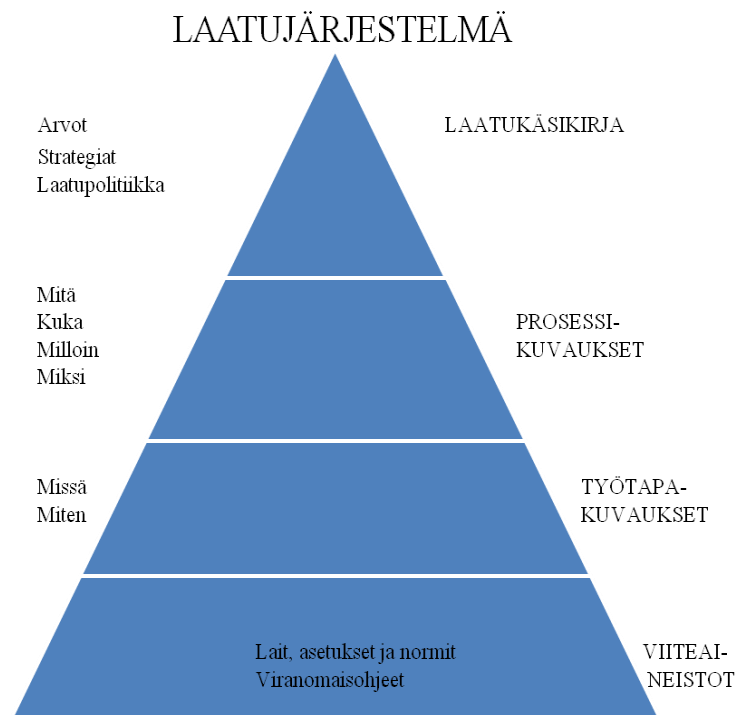 LAATUJÄRJESTELMÄ
Arvot
Strategiat
Laatupolitiikka
LAATUKÄSIKIRJA
Mitä
Kuka
Milloin
Miksi
PROSESSI-
KUVAUKSET
Missä
Miten
TYÖTAPA-
KUVAUKSET
Lait, asetukset ja normit
Viranomaisohjeet
VIITEAI-
NEISTOT